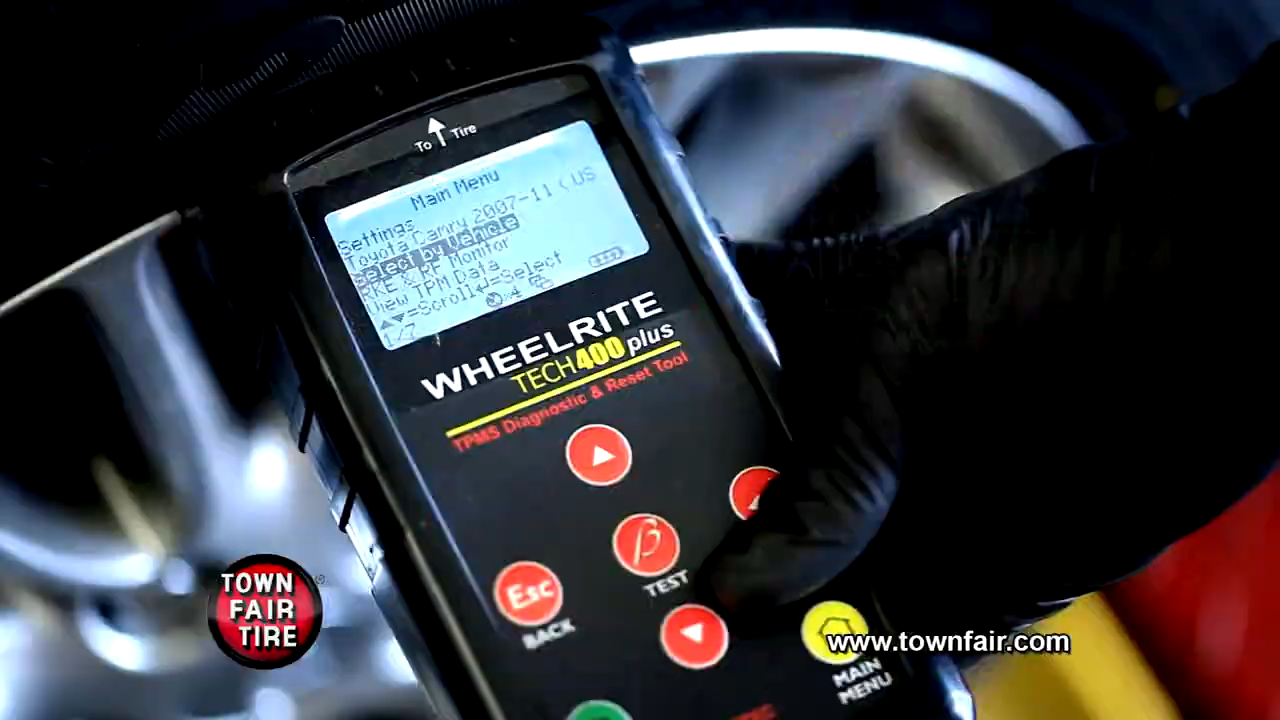 To Tire
Main Menu
Settings
Toyota Camry 2007-11 (US
Select by Vehicle
RKE & RF Monitor
View TPM Data
=Scroll =Select
1/7
WHEELRITE
TECH400plus
TPMS Diagnostic & Reset Tool
β
TEST
Esc
BACK
MAIN
MENU
TOWN
FAIR
TIRE
www.townfair.com